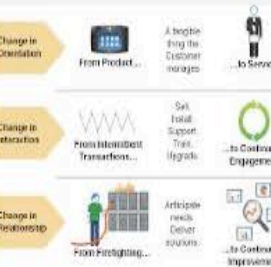 Change in
Orientation
From Product...
A tangible
thing the
Customer
manages
...to Servic
Change in
Interaction
From Intermittent
Transactions...
Sell,
Install
Support
Train,
Upgrade
...to Continu
Engageme
Change in
Relationship
From Firefighting...
Anticipate
needs
Deliver
solutions
...to Continu
Improveme